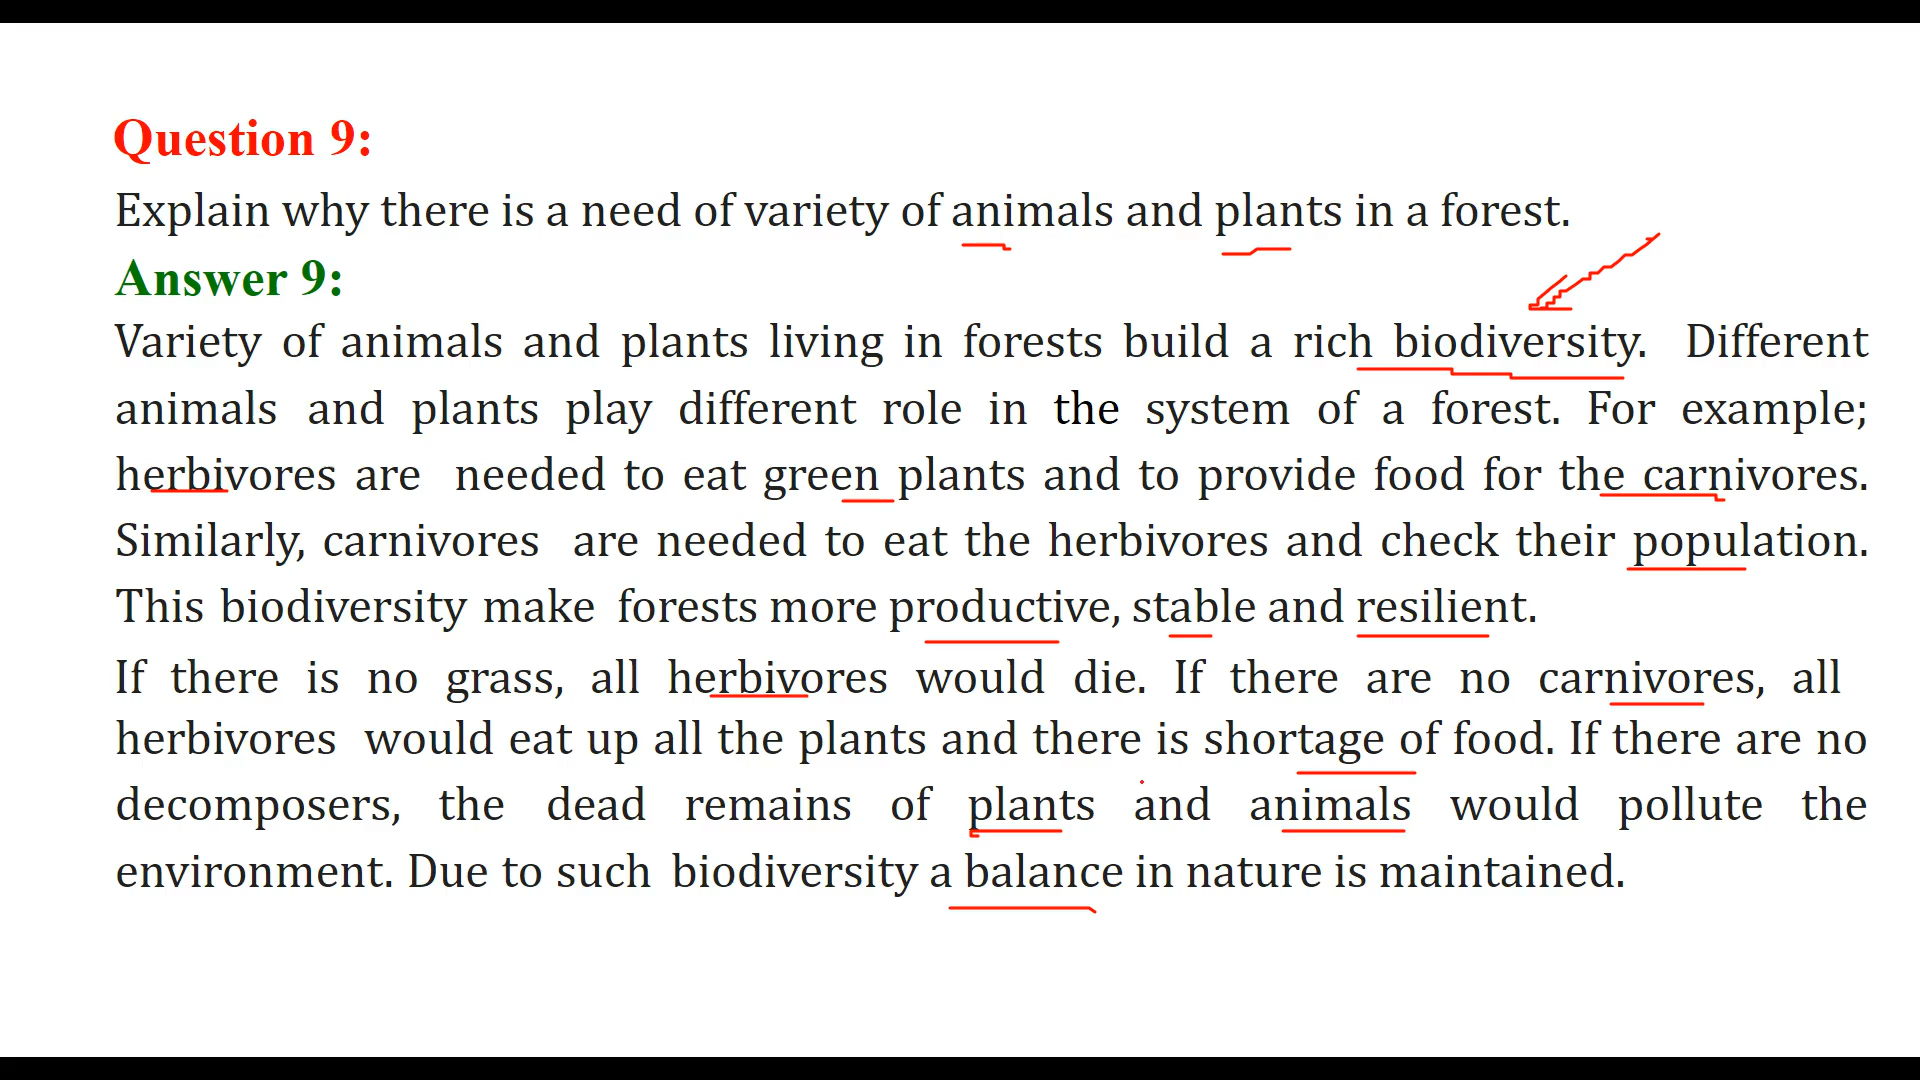 Question 9:
Explain why there is a need of variety of animals and plants in a forest.
Answer 9:
Variety of animals and plants living in forests build a rich biodiversity. Different
animals and plants play different role in the system of a forest. For example;
herbivores are needed to eat green plants and to provide food for the carnivores.
Similarly, carnivores are needed to eat the herbivores and check their population.
This biodiversity make forests more productive, stable and resilient.
If there is no grass, all herbivores would die. If there are no carnivores, all
herbivores would eat up all the plants and there is shortage of food. If there are no
decomposers, the dead remains of plants and animals would pollute the
environment. Due to such biodiversity a balance in nature is maintained.